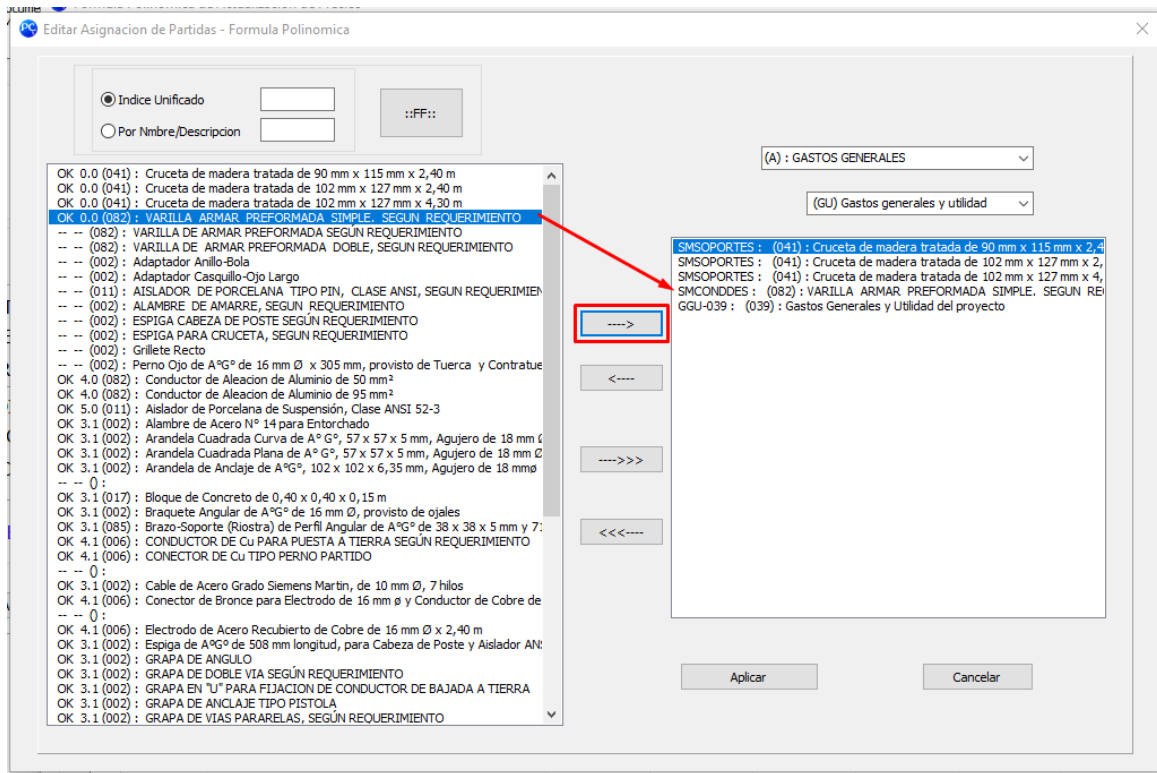 Editar Asignacion de Partidas - Formula Polinomica
Indice Unificado
Por Nmbre/Descripcion
::FF::
(A) : GASTOS GENERALES
(GU) Gastos generales y utilidad
OK 0.0 (041) : Cruceta de madera tratada de 90 mm x 115 mm x 2,40 m
OK 0.0 (041) : Cruceta de madera tratada de 102 mm x 127 mm x 2,40 m
OK 0.0 (041) : Cruceta de madera tratada de 102 mm x 127 mm x 4,30 m
OK 0.0 (082) : VARILLA ARMAR PREFORMADA SIMPLE. SEGUN REQUERIMIENTO
-- -- (082) : VARILLA DE ARMAR PREFORMADA SEGÚN REQUERIMIENTO
-- -- (082) : VARILLA DE ARMAR PREFORMADA DOBLE, SEGUN REQUERIMIENTO
-- -- (002) : Adaptador Anillo-Bola
-- -- (002) : Adaptador Casquillo-Ojo Largo
-- -- (011) : AISLADOR DE PORCELANA TIPO PIN, CLASE ANSI, SEGUN REQUERIMIEN
-- -- (002) : ALAMBRE DE AMARRE, SEGUN REQUERIMIENTO
-- -- (002) : ESPIGA CABEZA DE POSTE SEGÚN REQUERIMIENTO
-- -- (002) : ESPIGA PARA CRUCETA, SEGUN REQUERIMIENTO
-- -- (002) : Grillete Recto
-- -- (002) : Perno Ojo de AºGº de 16 mm Ø x 305 mm, provisto de Tuerca y Contratue
OK 4.0 (082) : Conductor de Aleacion de Aluminio de 50 mm²
OK 4.0 (082) : Conductor de Aleacion de Aluminio de 95 mm²
OK 5.0 (011) : Aislador de Porcelana de Suspensión, Clase ANSI 52-3
OK 3.1 (002) : Alambre de Acero Nº 14 para Entorchado
OK 3.1 (002) : Arandela Cuadrada Curva de Aº Gº, 57 x 57 x 5 mm, Agujero de 18 mm Ø
OK 3.1 (002) : Arandela Cuadrada Plana de Aº Gº, 57 x 57 x 5 mm, Agujero de 18 mm Ø
OK 3.1 (002) : Arandela de Anclaje de AºGº, 102 x 102 x 6,35 mm, Agujero de 18 mmø
-- -- () :
OK 3.1 (017) : Bloque de Concreto de 0,40 x 0,40 x 0,15 m
OK 3.1 (002) : Braquete Angular de AºGº de 16 mm Ø, provisto de ojales
OK 3.1 (085) : Brazo-Soporte (Riostra) de Perfil Angular de AºGº de 38 x 38 x 5 mm y 71
OK 4.1 (006) : CONDUCTOR DE Cu PARA PUESTA A TIERRA SEGÚN REQUERIMIENTO
OK 4.1 (006) : CONECTOR DE Cu TIPO PERNO PARTIDO
-- -- () :
OK 3.1 (002) : Cable de Acero Grado Siemens Martin, de 10 mm Ø, 7 hilos
OK 4.1 (006) : Conector de Bronce para Electrodo de 16 mm ø y Conductor de Cobre de
-- -- () :
OK 4.1 (006) : Electrodo de Acero Recubierto de Cobre de 16 mm Ø x 2,40 m
OK 3.1 (002) : Espiga de AºGº de 508 mm longitud, para Cabeza de Poste y Aislador AN
OK 3.1 (002) : GRAPA DE ANGULO
OK 3.1 (002) : GRAPA DE DOBLE VIA SEGÚN REQUERIMIENTO
OK 3.1 (002) : GRAPA EN "U" PARA FIJACION DE CONDUCTOR DE BAJADA A TIERRA
OK 3.1 (002) : GRAPA DE ANCLAJE TIPO PISTOLA
OK 3.1 (002) : GRAPA DE VIAS PARARELAS, SEGÚN REQUERIMIENTO
---->
<----
---->>>
<<<----
SMSOPORTES : (041) : Cruceta de madera tratada de 90 mm x 115 mm x 2,4
SMSOPORTES : (041) : Cruceta de madera tratada de 102 mm x 127 mm x 2,
SMSOPORTES : (041) : Cruceta de madera tratada de 102 mm x 127 mm x 4,
SMCONDDES : (082) : VARILLA ARMAR PREFORMADA SIMPLE. SEGUN RE
GGU-039 : (039) : Gastos Generales y Utilidad del proyecto
Aplicar
Cancelar